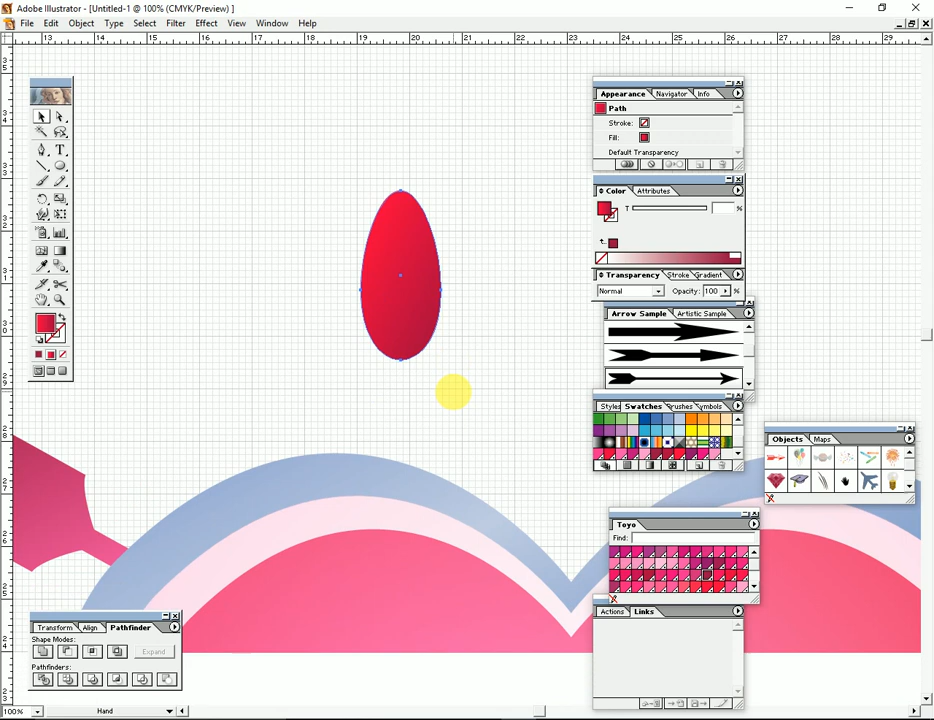 Adobe Illustrator - [Untitled-1 @ 100% (CMYK/Preview) ]
File Edit Object Type Select Filter Effect View Window Help
13 14 15 16 17 18 19 20 21 22 23 24 25 26 27 28 29
Appearance Navigator Info
Path
Stroke:
Fill:
Default Transparency
Color Attributes
T %
Transparency Stroke Gradient
Normal Opacity: 100 %
Arrow Sample Artistic Sample
Styles Swatches Brushes Symbols
Objects Maps
Toyo
Find:
Actions Links
Transform Align Pathfinder
Shape Modes:
Expand
Pathfinders:
100% Hand